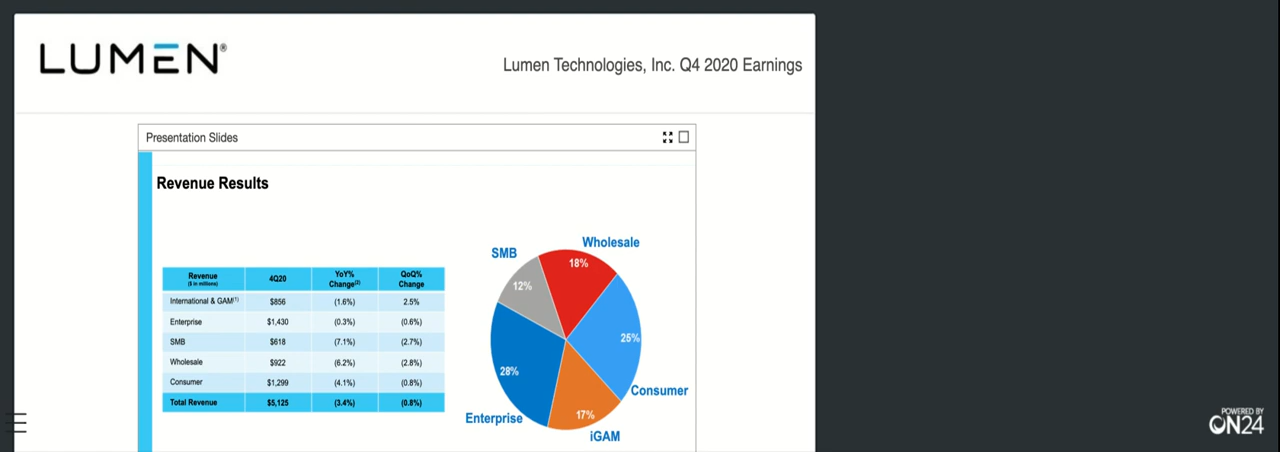 LUMEN®
Lumen Technologies, Inc. Q4 2020 Earnings
Presentation Slides
Revenue Results
Revenue 4Q20 YoY% QoQ%
($ in millions) Change(2) Change
International & GAM(1) $856 (1.6%) 2.5%
Enterprise $1,430 (0.3%) (0.6%)
SMB $618 (7.1%) (2.7%)
Wholesale $922 (6.2%) (2.8%)
Consumer $1,299 (4.1%) (0.8%)
Total Revenue $5,125 (3.4%) (0.8%)
Wholesale
SMB
18%
12%
25%
28%
Consumer
17%
Enterprise
iGAM
POWERED BY
ON24